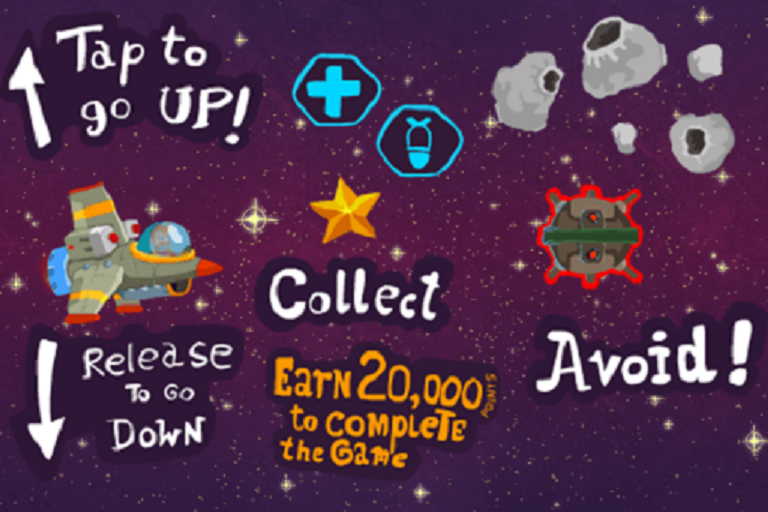 Tap to
go UP!
Release
To Go
Down
Collect
Earn 20,000 POINTS
to complete
the Game
Avoid!